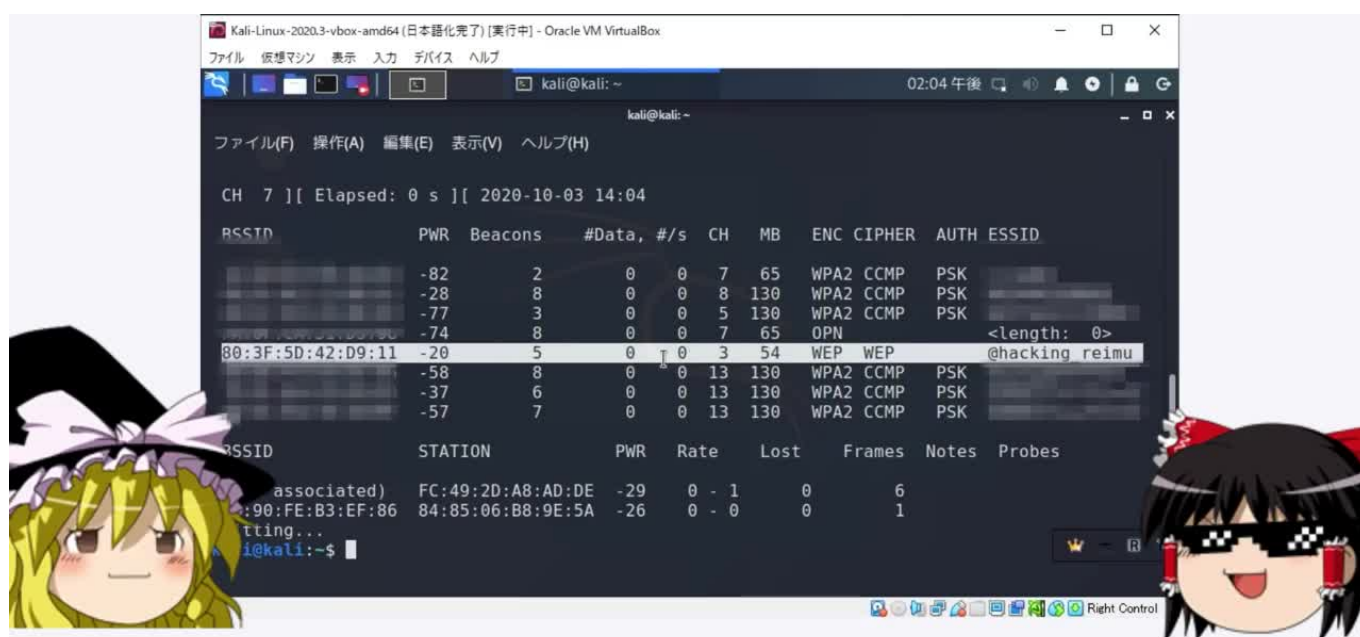 Kali-Linux-2020.3-vbox-amd64 (日本語化完了) [実行中] - Oracle VM VirtualBox
ファイル 仮想マシン 表示 入力 デバイス ヘルプ
kali@kali: ~ 02:04 午後
kali@kali: ~
ファイル(F) 操作(A) 編集(E) 表示(V) ヘルプ(H)
CH 7 ][ Elapsed: 0 s ][ 2020-10-03 14:04
BSSID PWR Beacons #Data, #/s CH MB ENC CIPHER AUTH ESSID
-82 2 0 0 7 65 WPA2 CCMP PSK
-28 8 0 0 8 130 WPA2 CCMP PSK
-77 3 0 0 5 130 WPA2 CCMP PSK
-74 8 0 0 7 65 OPN <length: 0>
80:3F:5D:42:D9:11 -20 5 0 0 3 54 WEP WEP @hacking_reimu
-58 8 0 0 13 130 WPA2 CCMP PSK
-37 6 0 0 13 130 WPA2 CCMP PSK
-57 7 0 0 13 130 WPA2 CCMP PSK
BSSID STATION PWR Rate Lost Frames Notes Probes
associated) FC:49:2D:A8:AD:DE -29 0 - 1 0 6
:90:FE:B3:EF:86 84:85:06:B8:9E:5A -26 0 - 0 0 1
tting...
i@kali:~$
R
Right Control